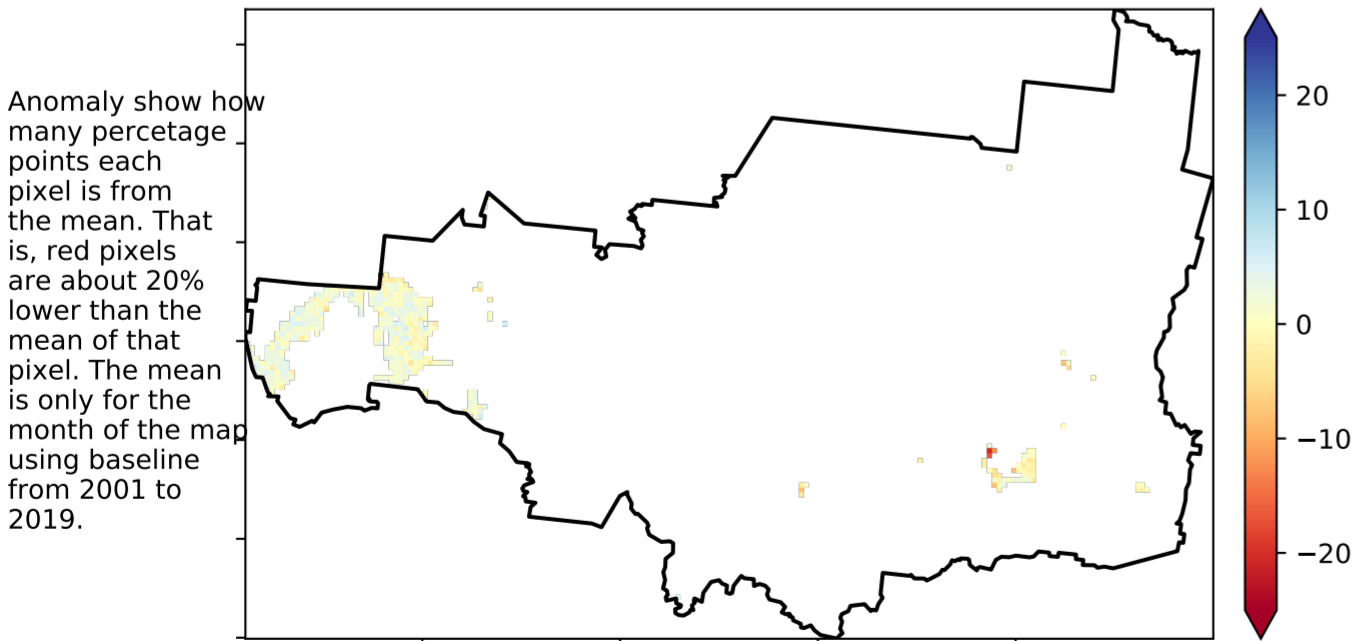 Anomaly show how
many percetage
points each
pixel is from
the mean. That
is, red pixels
are about 20%
lower than the
mean of that
pixel. The mean
is only for the
month of the map
using baseline
from 2001 to
2019.
20
10
0
−10
−20